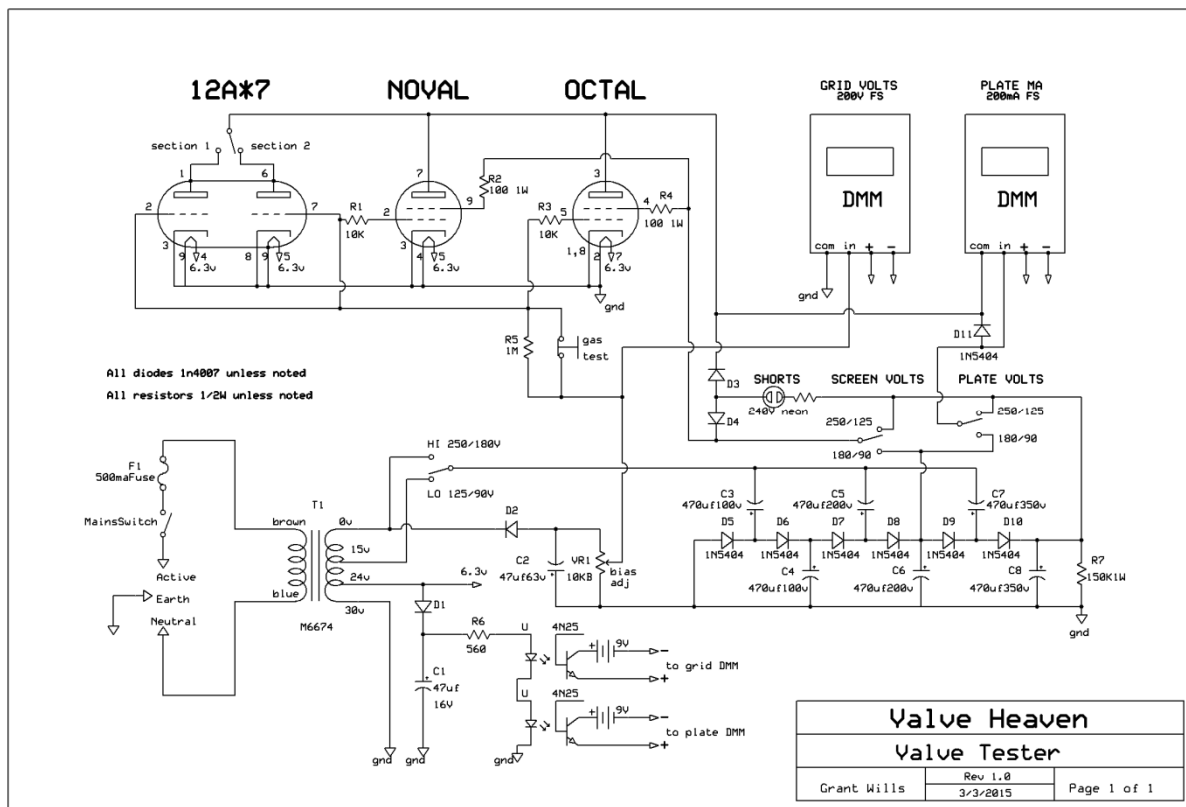 12A*7
NOVAL
OCTAL
GRID VOLTS
200V FS
PLATE MA
200mA FS
section 1
section 2
1
6
2
7
3
9
4
8
9
5
6.3v
6.3v
R1
10K
7
2
9
3
4
5
6.3v
R2
100 1W
R3
10K
3
5
4
1,8
2
7
6.3v
R4
100 1W
gnd
DMM
com in + -
gnd
DMM
com in + -
D11
1N5404
R5
1M
gas
test
All diodes 1n4007 unless noted
All resistors 1/2W unless noted
D3
D4
SHORTS
240V neon
SCREEN VOLTS
250/125
180/90
PLATE VOLTS
250/125
180/90
F1
500maFuse
MainsSwitch
Active
Earth
Neutral
T1
brown
blue
M6674
0v
15v
24v
30v
HI 250/180V
LO 125/90V
D2
C2
47uf63v
VR1
10KB
bias
adj
6.3v
D1
C1
47uf
16V
R6
560
C3
470uf100v
C5
470uf200v
C7
470uf350v
D5
1N5404
D6
1N5404
D7
1N5404
D8
1N5404
D9
1N5404
D10
1N5404
C4
470uf100v
C6
470uf200v
C8
470uf350v
R7
150K1W
gnd
U
4N25
+
9V
-
to grid DMM
+
U
4N25
+
9V
-
to plate DMM
+
gnd
gnd
gnd
Valve Heaven
Valve Tester
Grant Wills
Rev 1.0
3/3/2015
Page 1 of 1